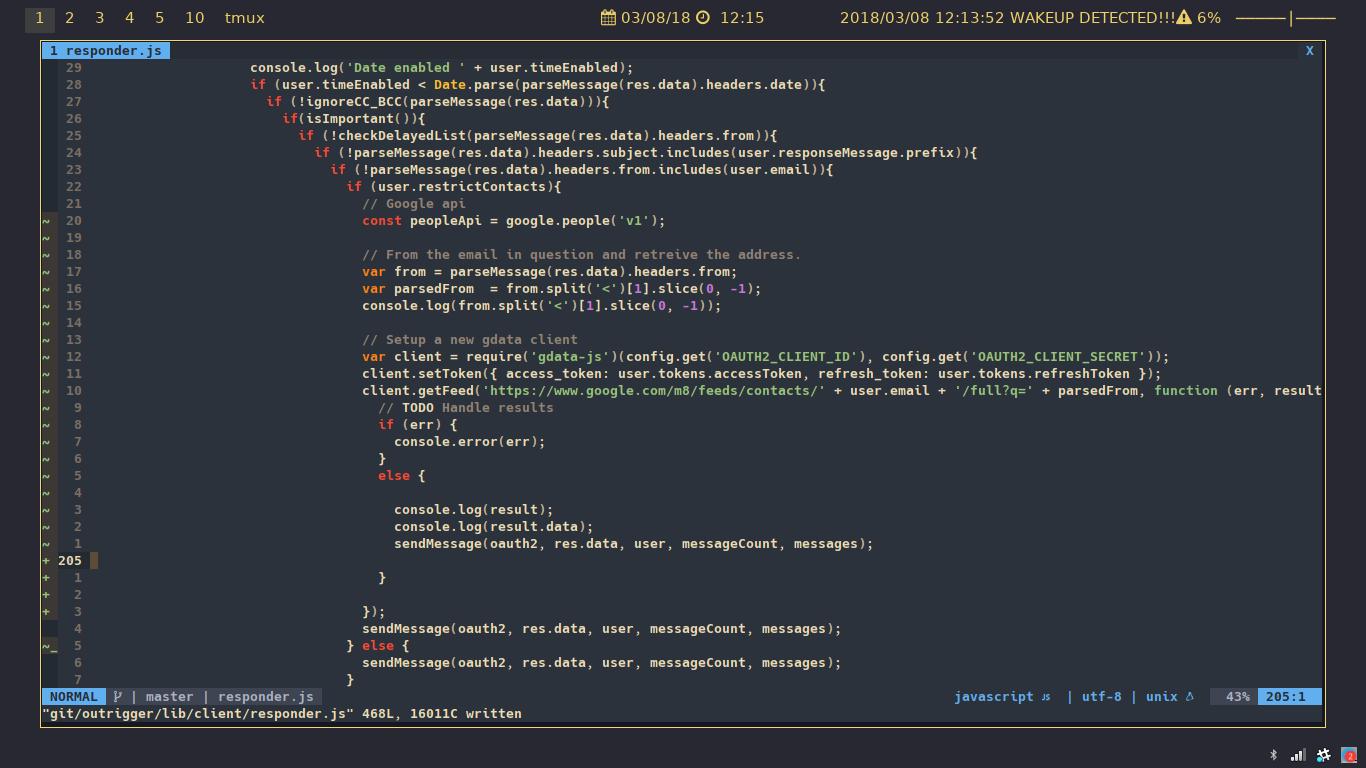 1 2 3 4 5 10 tmux 03/08/18 12:15 2018/03/08 12:13:52 WAKEUP DETECTED!!! 6% ─────|────
1 responder.js X
29 console.log('Date enabled ' + user.timeEnabled);
28 if (user.timeEnabled < Date.parse(parseMessage(res.data).headers.date)){
27 if (!ignoreCC_BCC(parseMessage(res.data))){
26 if(isImportant()){
25 if (!checkDelayedList(parseMessage(res.data).headers.from)){
24 if (!parseMessage(res.data).headers.subject.includes(user.responseMessage.prefix)){
23 if (!parseMessage(res.data).headers.from.includes(user.email)){
22 if (user.restrictContacts){
21 // Google api
~ 20 const peopleApi = google.people('v1');
~ 19
~ 18 // From the email in question and retreive the address.
~ 17 var from = parseMessage(res.data).headers.from;
~ 16 var parsedFrom  = from.split('<')[1].slice(0, -1);
~ 15 console.log(from.split('<')[1].slice(0, -1));
~ 14
~ 13 // Setup a new gdata client
~ 12 var client = require('gdata-js')(config.get('OAUTH2_CLIENT_ID'), config.get('OAUTH2_CLIENT_SECRET'));
~ 11 client.setToken({ access_token: user.tokens.accessToken, refresh_token: user.tokens.refreshToken });
~ 10 client.getFeed('https://www.google.com/m8/feeds/contacts/' + user.email + '/full?q=' + parsedFrom, function (err, result
~ 9 // TODO Handle results
~ 8 if (err) {
~ 7 console.error(err);
~ 6 }
~ 5 else {
~ 4
~ 3 console.log(result);
~ 2 console.log(result.data);
~ 1 sendMessage(oauth2, res.data, user, messageCount, messages);
+ 205
+ 1 }
+ 2
+ 3 });
4 sendMessage(oauth2, res.data, user, messageCount, messages);
~_ 5 } else {
6 sendMessage(oauth2, res.data, user, messageCount, messages);
7 }
NORMAL | master | responder.js javascript JS | utf-8 | unix 43% 205:1
"git/outrigger/lib/client/responder.js" 468L, 16011C written
2